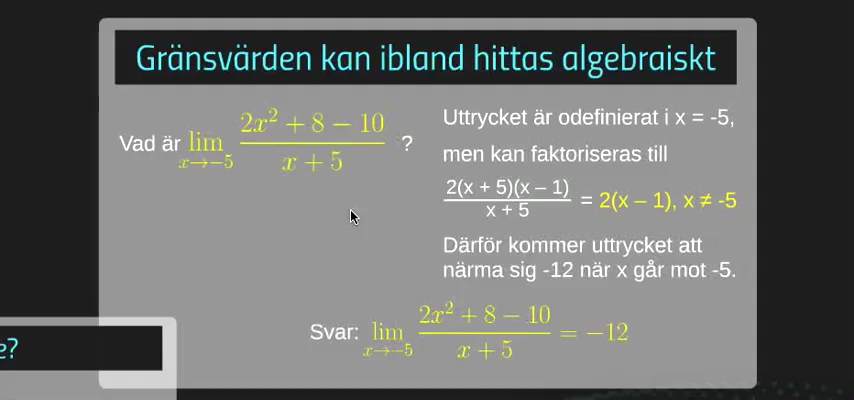 Gränsvärden kan ibland hittas algebraiskt
Vad är lim x→−5 (2x² + 8 − 10)/(x + 5) ?
Uttrycket är odefinierat i x = -5,
men kan faktoriseras till
2(x + 5)(x – 1)
x + 5
= 2(x – 1), x ≠ -5
Därför kommer uttrycket att
närma sig -12 när x går mot -5.
Svar: lim x→−5 (2x² + 8 − 10)/(x + 5) = −12
e?